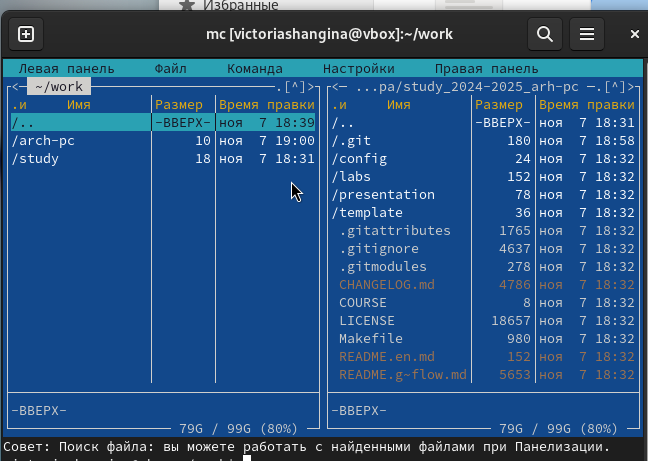 Избранные
mc [victoriashangina@vbox]:~/work
Левая панель Файл Команда Настройки Правая панель
<— ~/work .[^]> <— ...pa/study_2024-2025_arh-pc —.[^]>
.и Имя Размер Время правки .и Имя Размер Время правки
/.. -ВВЕРХ- ноя 7 18:39 /.. -ВВЕРХ- ноя 7 18:31
/arch-pc 10 ноя 7 19:00 /.git 180 ноя 7 18:58
/study 18 ноя 7 18:31 /config 24 ноя 7 18:32
/labs 152 ноя 7 18:32
/presentation 78 ноя 7 18:32
/template 36 ноя 7 18:32
.gitattributes 1765 ноя 7 18:32
.gitignore 4637 ноя 7 18:32
.gitmodules 278 ноя 7 18:32
CHANGELOG.md 4786 ноя 7 18:32
COURSE 8 ноя 7 18:32
LICENSE 18657 ноя 7 18:32
Makefile 980 ноя 7 18:32
README.en.md 152 ноя 7 18:32
README.g~flow.md 5653 ноя 7 18:32
-ВВЕРХ- -ВВЕРХ-
79G / 99G (80%) 79G / 99G (80%)
Совет: Поиск файла: вы можете работать с найденными файлами при Панелизации.